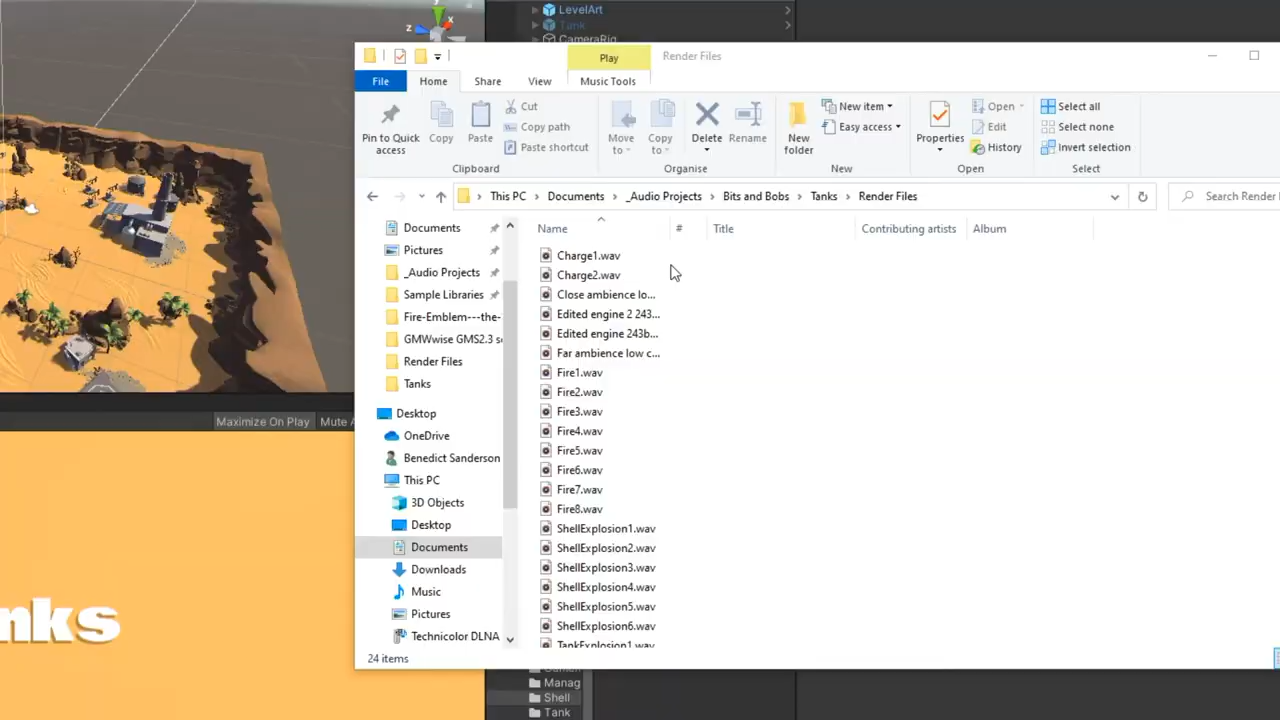 LevelArt
Tank
CameraRig
y
x
z
Play
Render Files
File
Home
Share
View
Music Tools
Pin to Quick
access
Copy
Paste
Cut
Copy path
Paste shortcut
Clipboard
Move
to
Copy
to
Delete
Rename
Organise
New
folder
New item
Easy access
New
Properties
Open
Edit
History
Open
Select all
Select none
Invert selection
Select
This PC
Documents
_Audio Projects
Bits and Bobs
Tanks
Render Files
Search Render
Documents
Pictures
_Audio Projects
Sample Libraries
Fire-Emblem---the-
GMWwise GMS2.3 s
Render Files
Tanks
Desktop
OneDrive
Benedict Sanderson
This PC
3D Objects
Desktop
Documents
Downloads
Music
Pictures
Technicolor DLNA
Name
#
Title
Contributing artists
Album
Charge1.wav
Charge2.wav
Close ambience lo...
Edited engine 2 243...
Edited engine 243b...
Far ambience low c...
Fire1.wav
Fire2.wav
Fire3.wav
Fire4.wav
Fire5.wav
Fire6.wav
Fire7.wav
Fire8.wav
ShellExplosion1.wav
ShellExplosion2.wav
ShellExplosion3.wav
ShellExplosion4.wav
ShellExplosion5.wav
ShellExplosion6.wav
TankExplosion1.wav
24 items
Maximize On Play
Mute A
nks
Manag
Shell
Tank